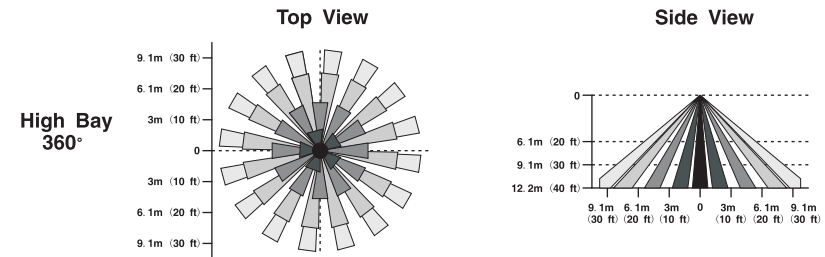 Top View
Side View
High Bay
360°
9.1m (30 ft)
6.1m (20 ft)
3m (10 ft)
0
3m (10 ft)
6.1m (20 ft)
9.1m (30 ft)
0
6.1m (20 ft)
9.1m (30 ft)
12.2m (40 ft)
9.1m 6.1m 3m 0 3m 6.1m 9.1m
(30 ft) (20 ft) (10 ft) (10 ft) (20 ft) (30 ft)